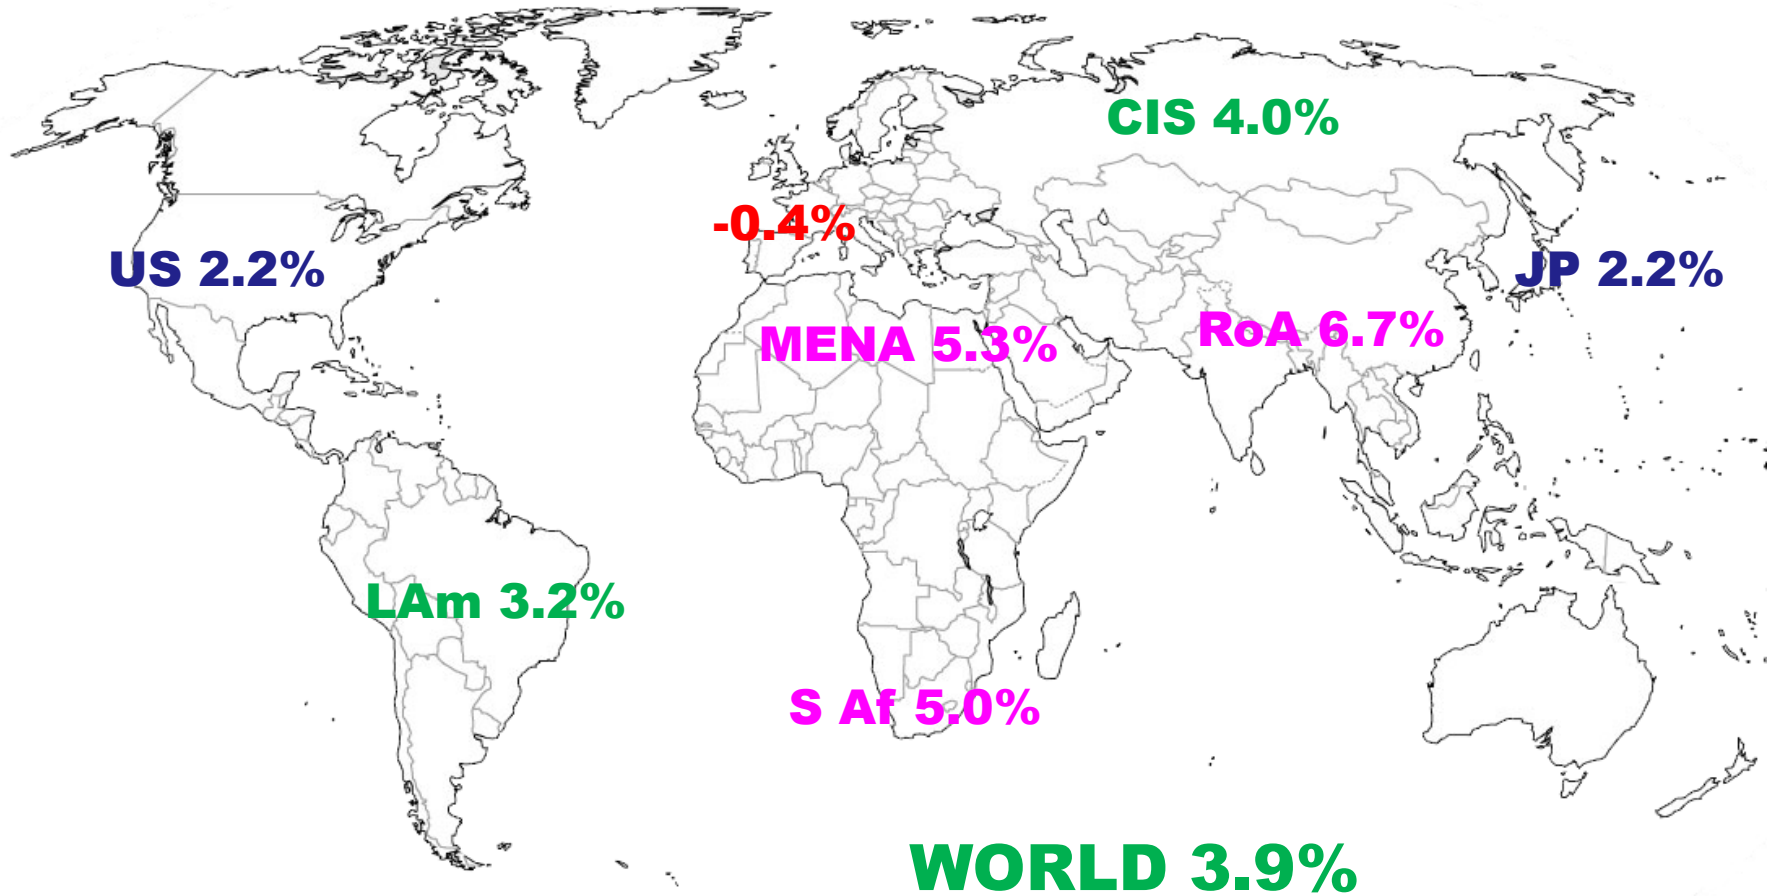 CIS 4.0%
-0.4%
US 2.2%
JP 2.2%
MENA 5.3%
RoA 6.7%
LAm 3.2%
S Af 5.0%
WORLD 3.9%